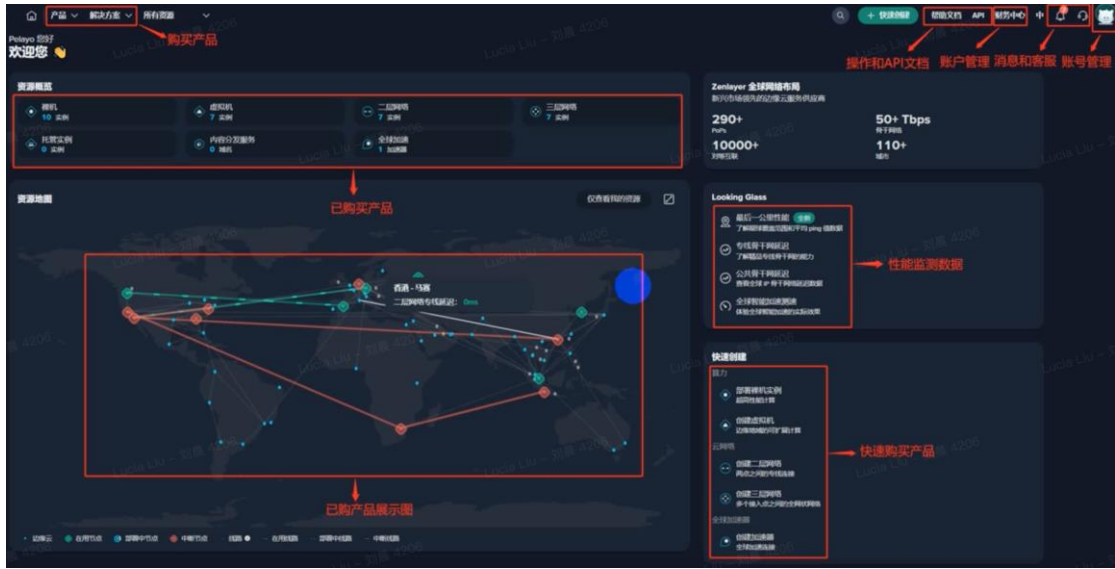 产品 解决方案 所有资源 快速创建 帮助文档 API 财务中心 中
购买产品
操作和API文档 账户管理 消息和客服 账号管理
Pelayo 您好
欢迎您
资源概览
裸机
10 实例
虚拟机
7 实例
二层网络
7 实例
三层网络
7 实例
托管实例
0 实例
内容分发服务
0 域名
全球加速
1 加速器
已购买产品
Zenlayer 全球网络布局
新兴市场领先的边缘云服务供应商
290+
PoPs
50+ Tbps
骨干网络
10000+
对等互联
110+
城市
资源地图
仅查看我的资源
香港 - 马赛
二层网络专线延迟： 0ms
已购产品展示图
边缘云 在用节点 部署中节点 中断节点 线路 在用线路 部署中线路 中断线路
Looking Glass
最后一公里性能 全新
了解眼球覆盖范围和平均 ping 值数据
专线骨干网延迟
了解精品专线骨干网的能力
公共骨干网延迟
查看全球 IP 骨干网络延迟数据
全球智能加速测速
体验全球智能加速的实际效果
性能监测数据
快速创建
算力
部署裸机实例
超高性能计算
创建虚拟机
边缘地域的可扩展计算
云网络
创建二层网络
两点之间的专线连接
创建三层网络
多个接入点之间的全网状网络
全球加速器
创建加速器
全球加速连接
快速购买产品
Lucia Liu - 刘晨 4206